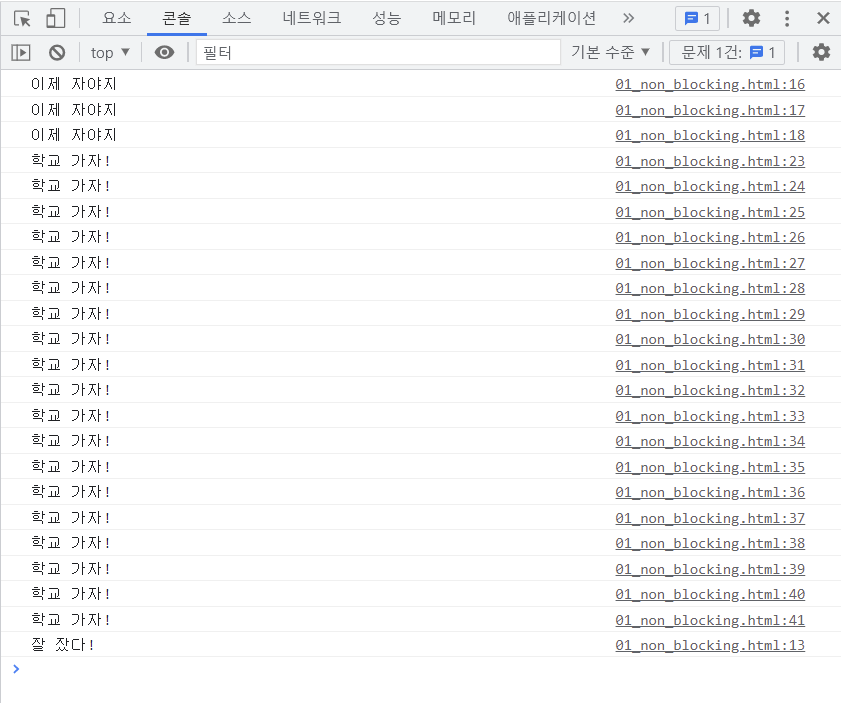 요소 콘솔 소스 네트워크 성능 메모리 애플리케이션 » 1
top ▼ 필터 기본 수준 ▼ 문제 1건: 1
이제 자야지 01_non_blocking.html:16
이제 자야지 01_non_blocking.html:17
이제 자야지 01_non_blocking.html:18
학교 가자! 01_non_blocking.html:23
학교 가자! 01_non_blocking.html:24
학교 가자! 01_non_blocking.html:25
학교 가자! 01_non_blocking.html:26
학교 가자! 01_non_blocking.html:27
학교 가자! 01_non_blocking.html:28
학교 가자! 01_non_blocking.html:29
학교 가자! 01_non_blocking.html:30
학교 가자! 01_non_blocking.html:31
학교 가자! 01_non_blocking.html:32
학교 가자! 01_non_blocking.html:33
학교 가자! 01_non_blocking.html:34
학교 가자! 01_non_blocking.html:35
학교 가자! 01_non_blocking.html:36
학교 가자! 01_non_blocking.html:37
학교 가자! 01_non_blocking.html:38
학교 가자! 01_non_blocking.html:39
학교 가자! 01_non_blocking.html:40
학교 가자! 01_non_blocking.html:41
잘 잤다! 01_non_blocking.html:13